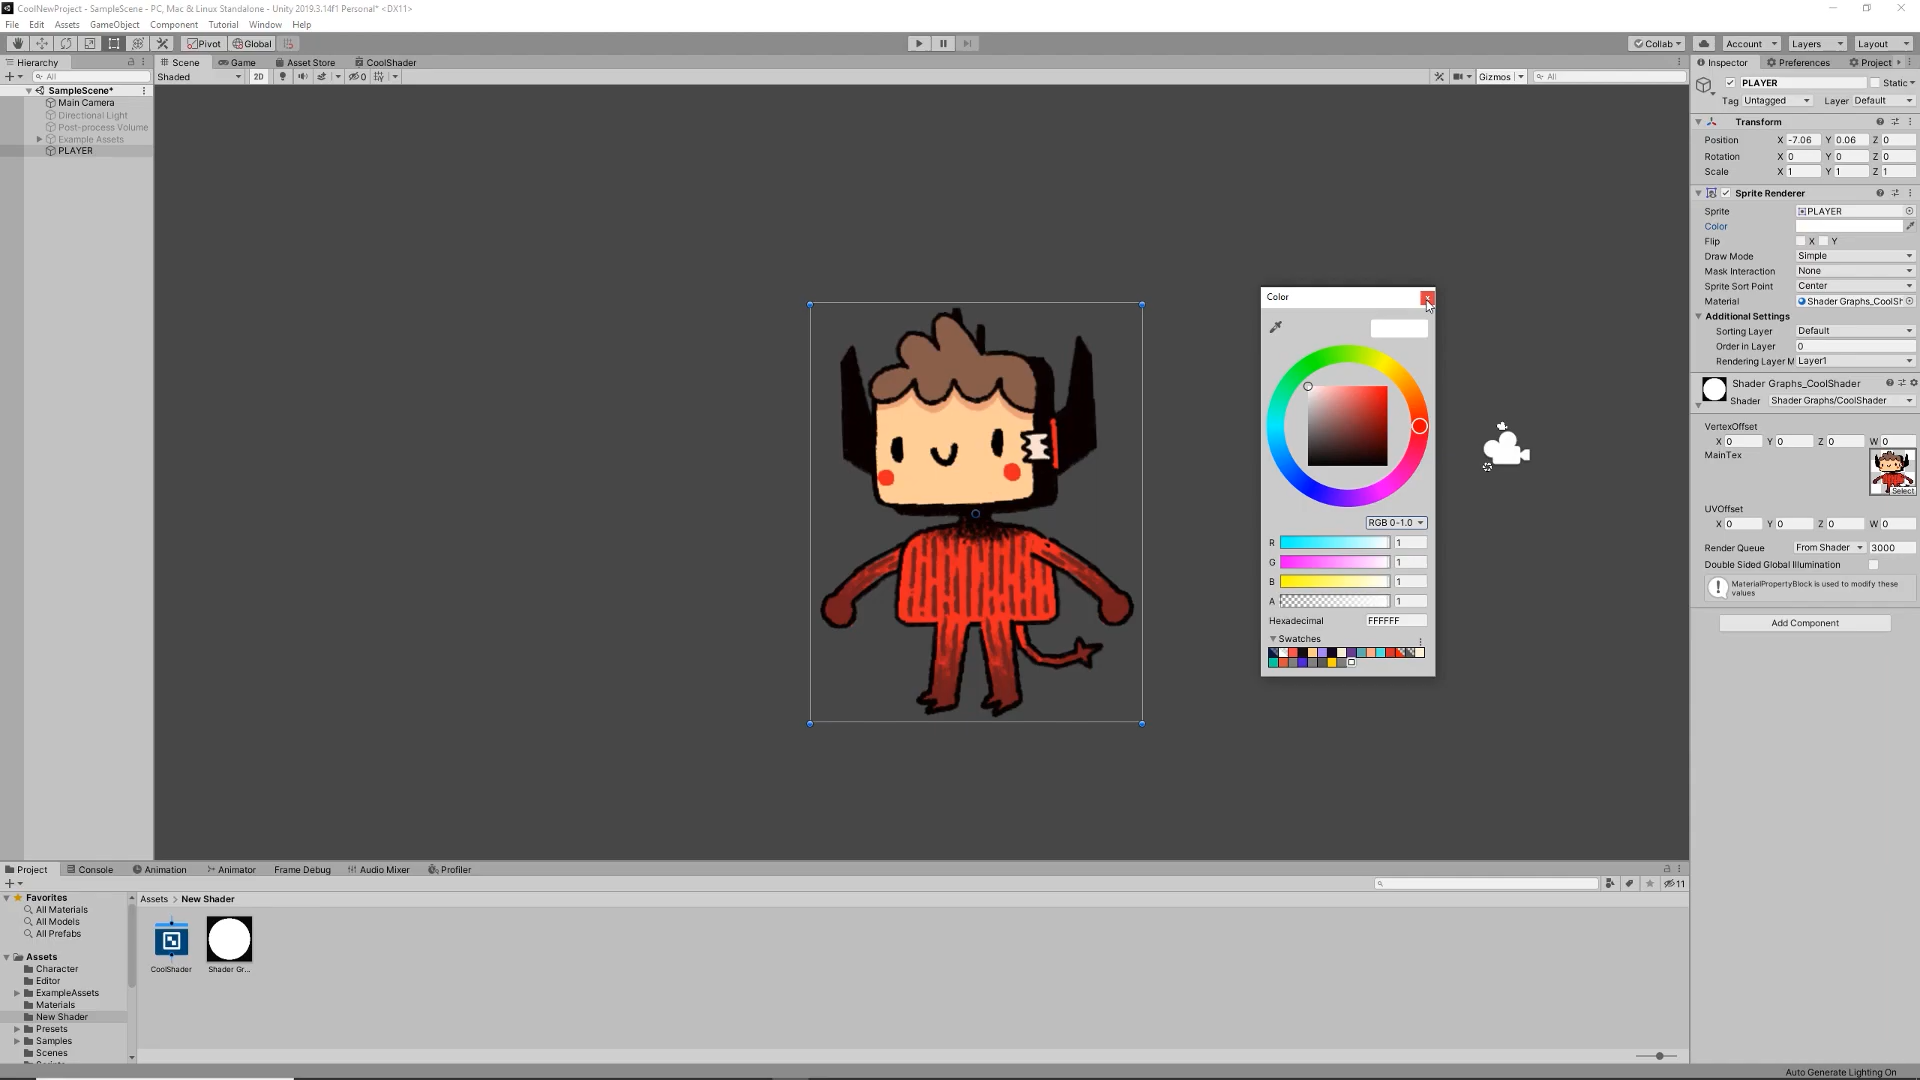 CoolNewProject - SampleScene - PC, Mac & Linux Standalone - Unity 2019.3.14f1 Personal* <DX11>
File Edit Assets GameObject Component Tutorial Window Help
Pivot Global Collab Account Layers Layout
Hierarchy Scene Game Asset Store CoolShader Inspector Preferences Project
All Shaded 2D 0 Gizmos All
SampleScene*
Main Camera
Directional Light
Post-process Volume
Example Assets
PLAYER
PLAYER Static
Tag Untagged Layer Default
Transform
Position X -7.06 Y 0.06 Z 0
Rotation X 0 Y 0 Z 0
Scale X 1 Y 1 Z 1
Sprite Renderer
Sprite PLAYER
Color
Flip X Y
Draw Mode Simple
Mask Interaction None
Sprite Sort Point Center
Material Shader Graphs_CoolSh
Additional Settings
Sorting Layer Default
Order in Layer 0
Rendering Layer M Layer1
Shader Graphs_CoolShader
Shader Shader Graphs/CoolShader
VertexOffset
X 0 Y 0 Z 0 W 0
MainTex
Select
UVOffset
X 0 Y 0 Z 0 W 0
Render Queue From Shader 3000
Double Sided Global Illumination
MaterialPropertyBlock is used to modify these
values
Add Component
Color
RGB 0-1.0
R 1
G 1
B 1
A 1
Hexadecimal FFFFFF
Swatches
Project Console Animation Animator Frame Debug Audio Mixer Profiler
11
Favorites
All Materials
All Models
All Prefabs
Assets
Character
Editor
ExampleAssets
Materials
New Shader
Presets
Samples
Scenes
Assets > New Shader
CoolShader Shader Gr...
Auto Generate Lighting On